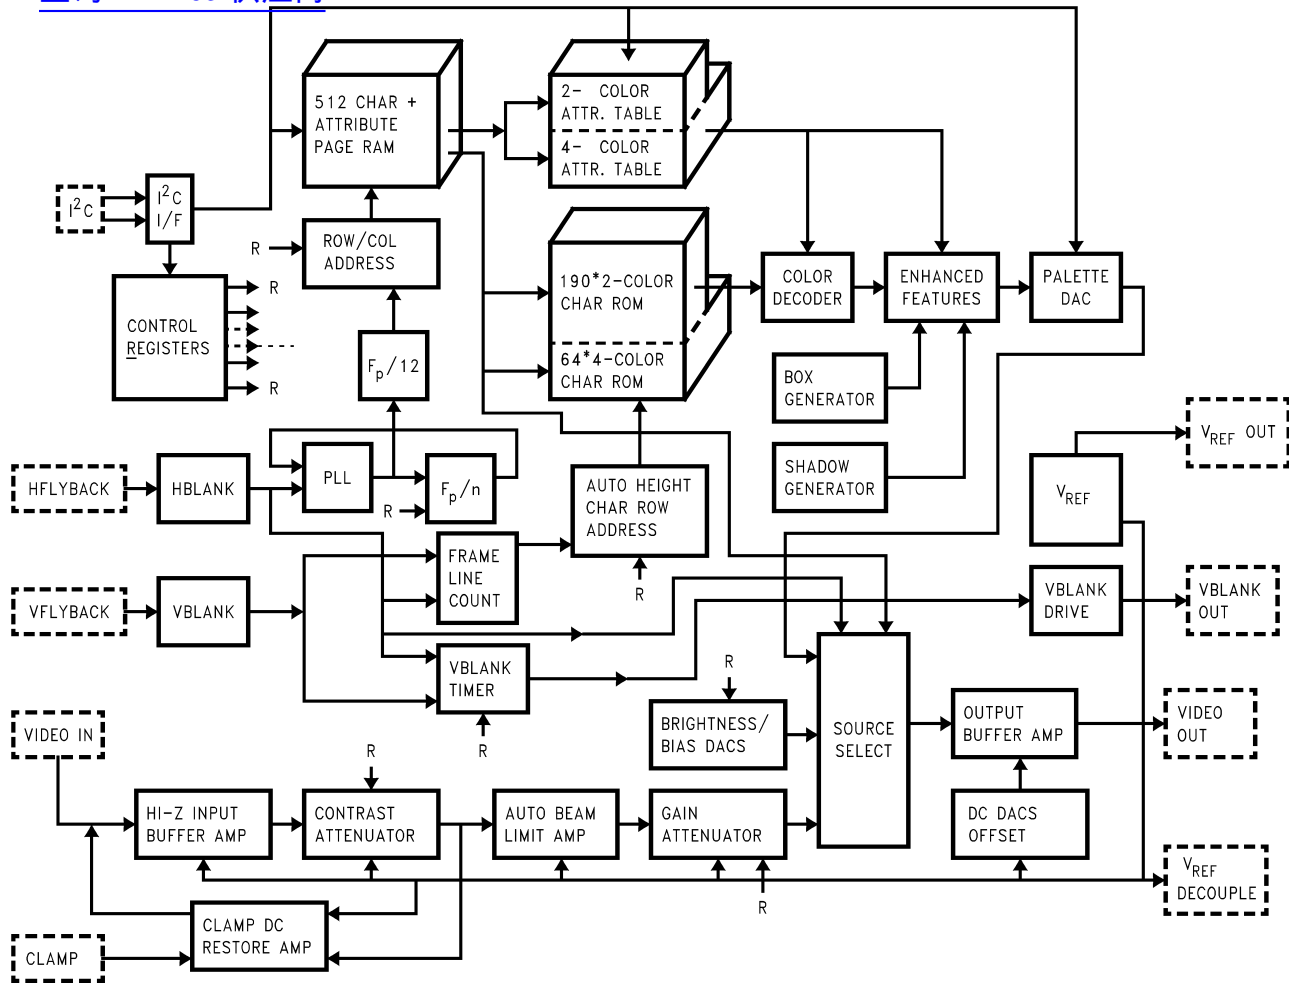 512 CHAR +
ATTRIBUTE
PAGE RAM
2- COLOR
ATTR. TABLE
4- COLOR
ATTR. TABLE
I²C
I²C
I/F
R
ROW/COL
ADDRESS
CONTROL
REGISTERS
R
R
F_p/12
190*2-COLOR
CHAR ROM
64*4-COLOR
CHAR ROM
COLOR
DECODER
ENHANCED
FEATURES
PALETTE
DAC
BOX
GENERATOR
SHADOW
GENERATOR
V_REF OUT
V_REF
HFLYBACK
HBLANK
PLL
F_p/n
R
AUTO HEIGHT
CHAR ROW
ADDRESS
R
FRAME
LINE
COUNT
VFLYBACK
VBLANK
VBLANK
DRIVE
VBLANK
OUT
VBLANK
TIMER
R
R
BRIGHTNESS/
BIAS DACS
SOURCE
SELECT
OUTPUT
BUFFER AMP
VIDEO
OUT
VIDEO IN
R
HI-Z INPUT
BUFFER AMP
CONTRAST
ATTENUATOR
AUTO BEAM
LIMIT AMP
GAIN
ATTENUATOR
R
DC DACS
OFFSET
V_REF
DECOUPLE
CLAMP DC
RESTORE AMP
CLAMP